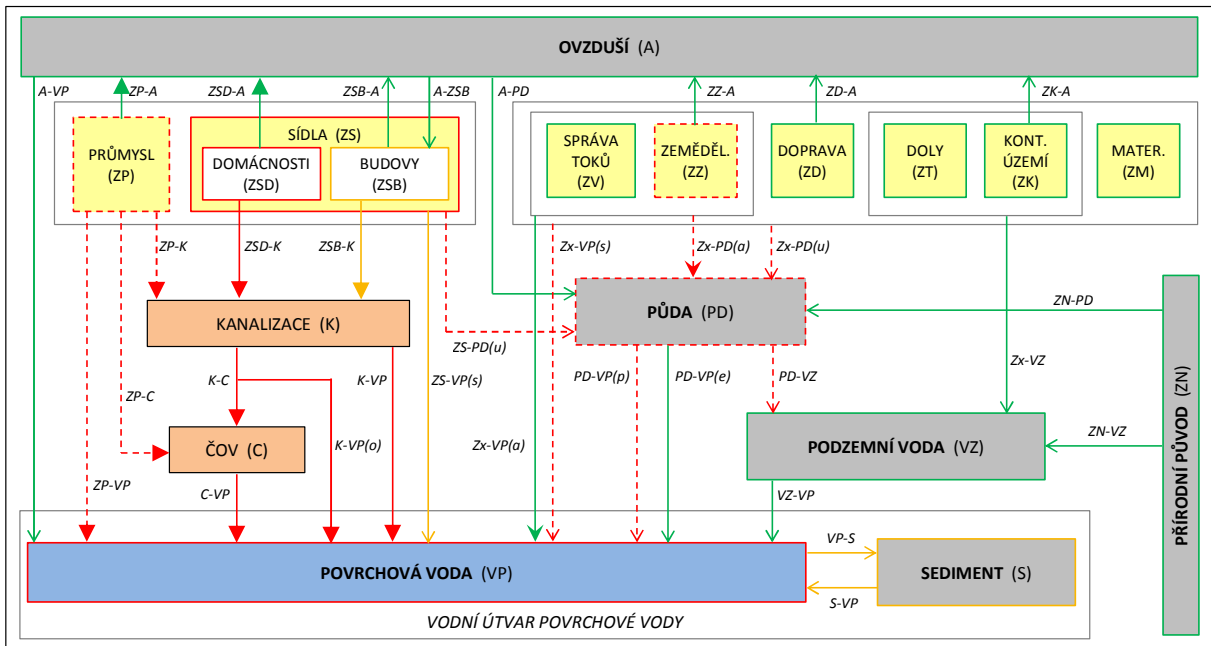 OVZDUŠÍ (A)
A-VP
ZP-A
ZSD-A
ZSB-A
A-ZSB
A-PD
ZZ-A
ZD-A
ZK-A
PRŮMYSL
(ZP)
SÍDLA (ZS)
DOMÁCNOSTI
(ZSD)
BUDOVY
(ZSB)
SPRÁVA
TOKŮ
(ZV)
ZEMĚDĚL.
(ZZ)
DOPRAVA
(ZD)
DOLY
(ZT)
KONT.
ÚZEMÍ
(ZK)
MATER.
(ZM)
ZP-K
ZSD-K
ZSB-K
Zx-VP(s)
Zx-PD(a)
Zx-PD(u)
KANALIZACE (K)
PŮDA (PD)
ZN-PD
ZS-PD(u)
K-C
K-VP
ZS-VP(s)
PD-VP(p)
PD-VP(e)
PD-VZ
Zx-VZ
ZP-C
ČOV (C)
K-VP(o)
Zx-VP(a)
PODZEMNÍ VODA (VZ)
ZN-VZ
PŘÍRODNÍ PŮVOD (ZN)
ZP-VP
C-VP
VZ-VP
POVRCHOVÁ VODA (VP)
VP-S
S-VP
SEDIMENT (S)
VODNÍ ÚTVAR POVRCHOVÉ VODY